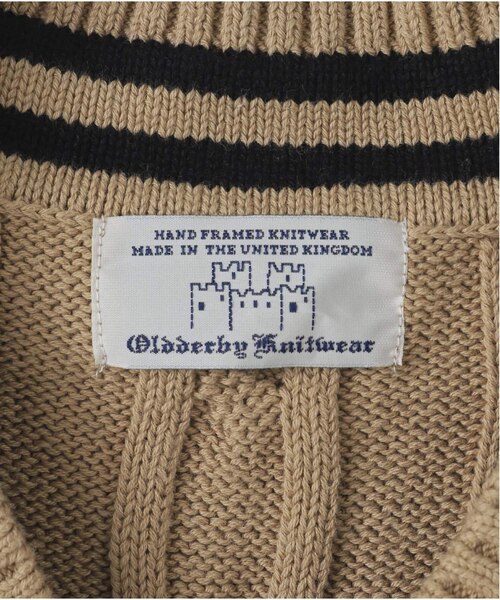 HAND FRAMED KNITWEAR
MADE IN THE UNITED KINGDOM
Oldderby Knitwear